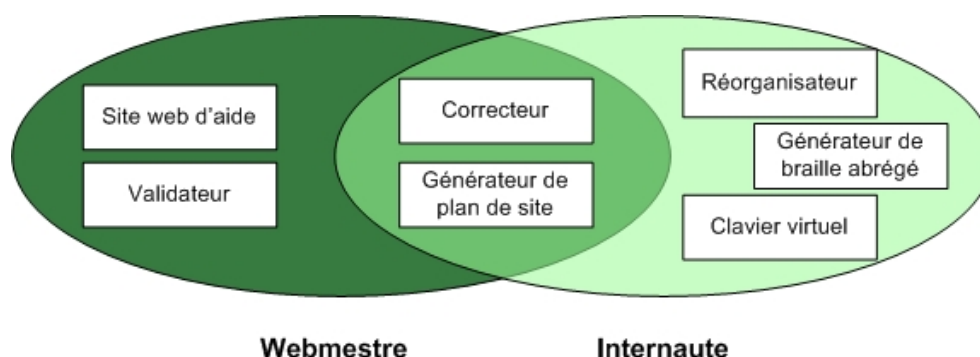 Site web d'aide
Validateur
Correcteur
Générateur de
plan de site
Réorganisateur
Générateur de
braille abrégé
Clavier virtuel
Webmestre
Internaute